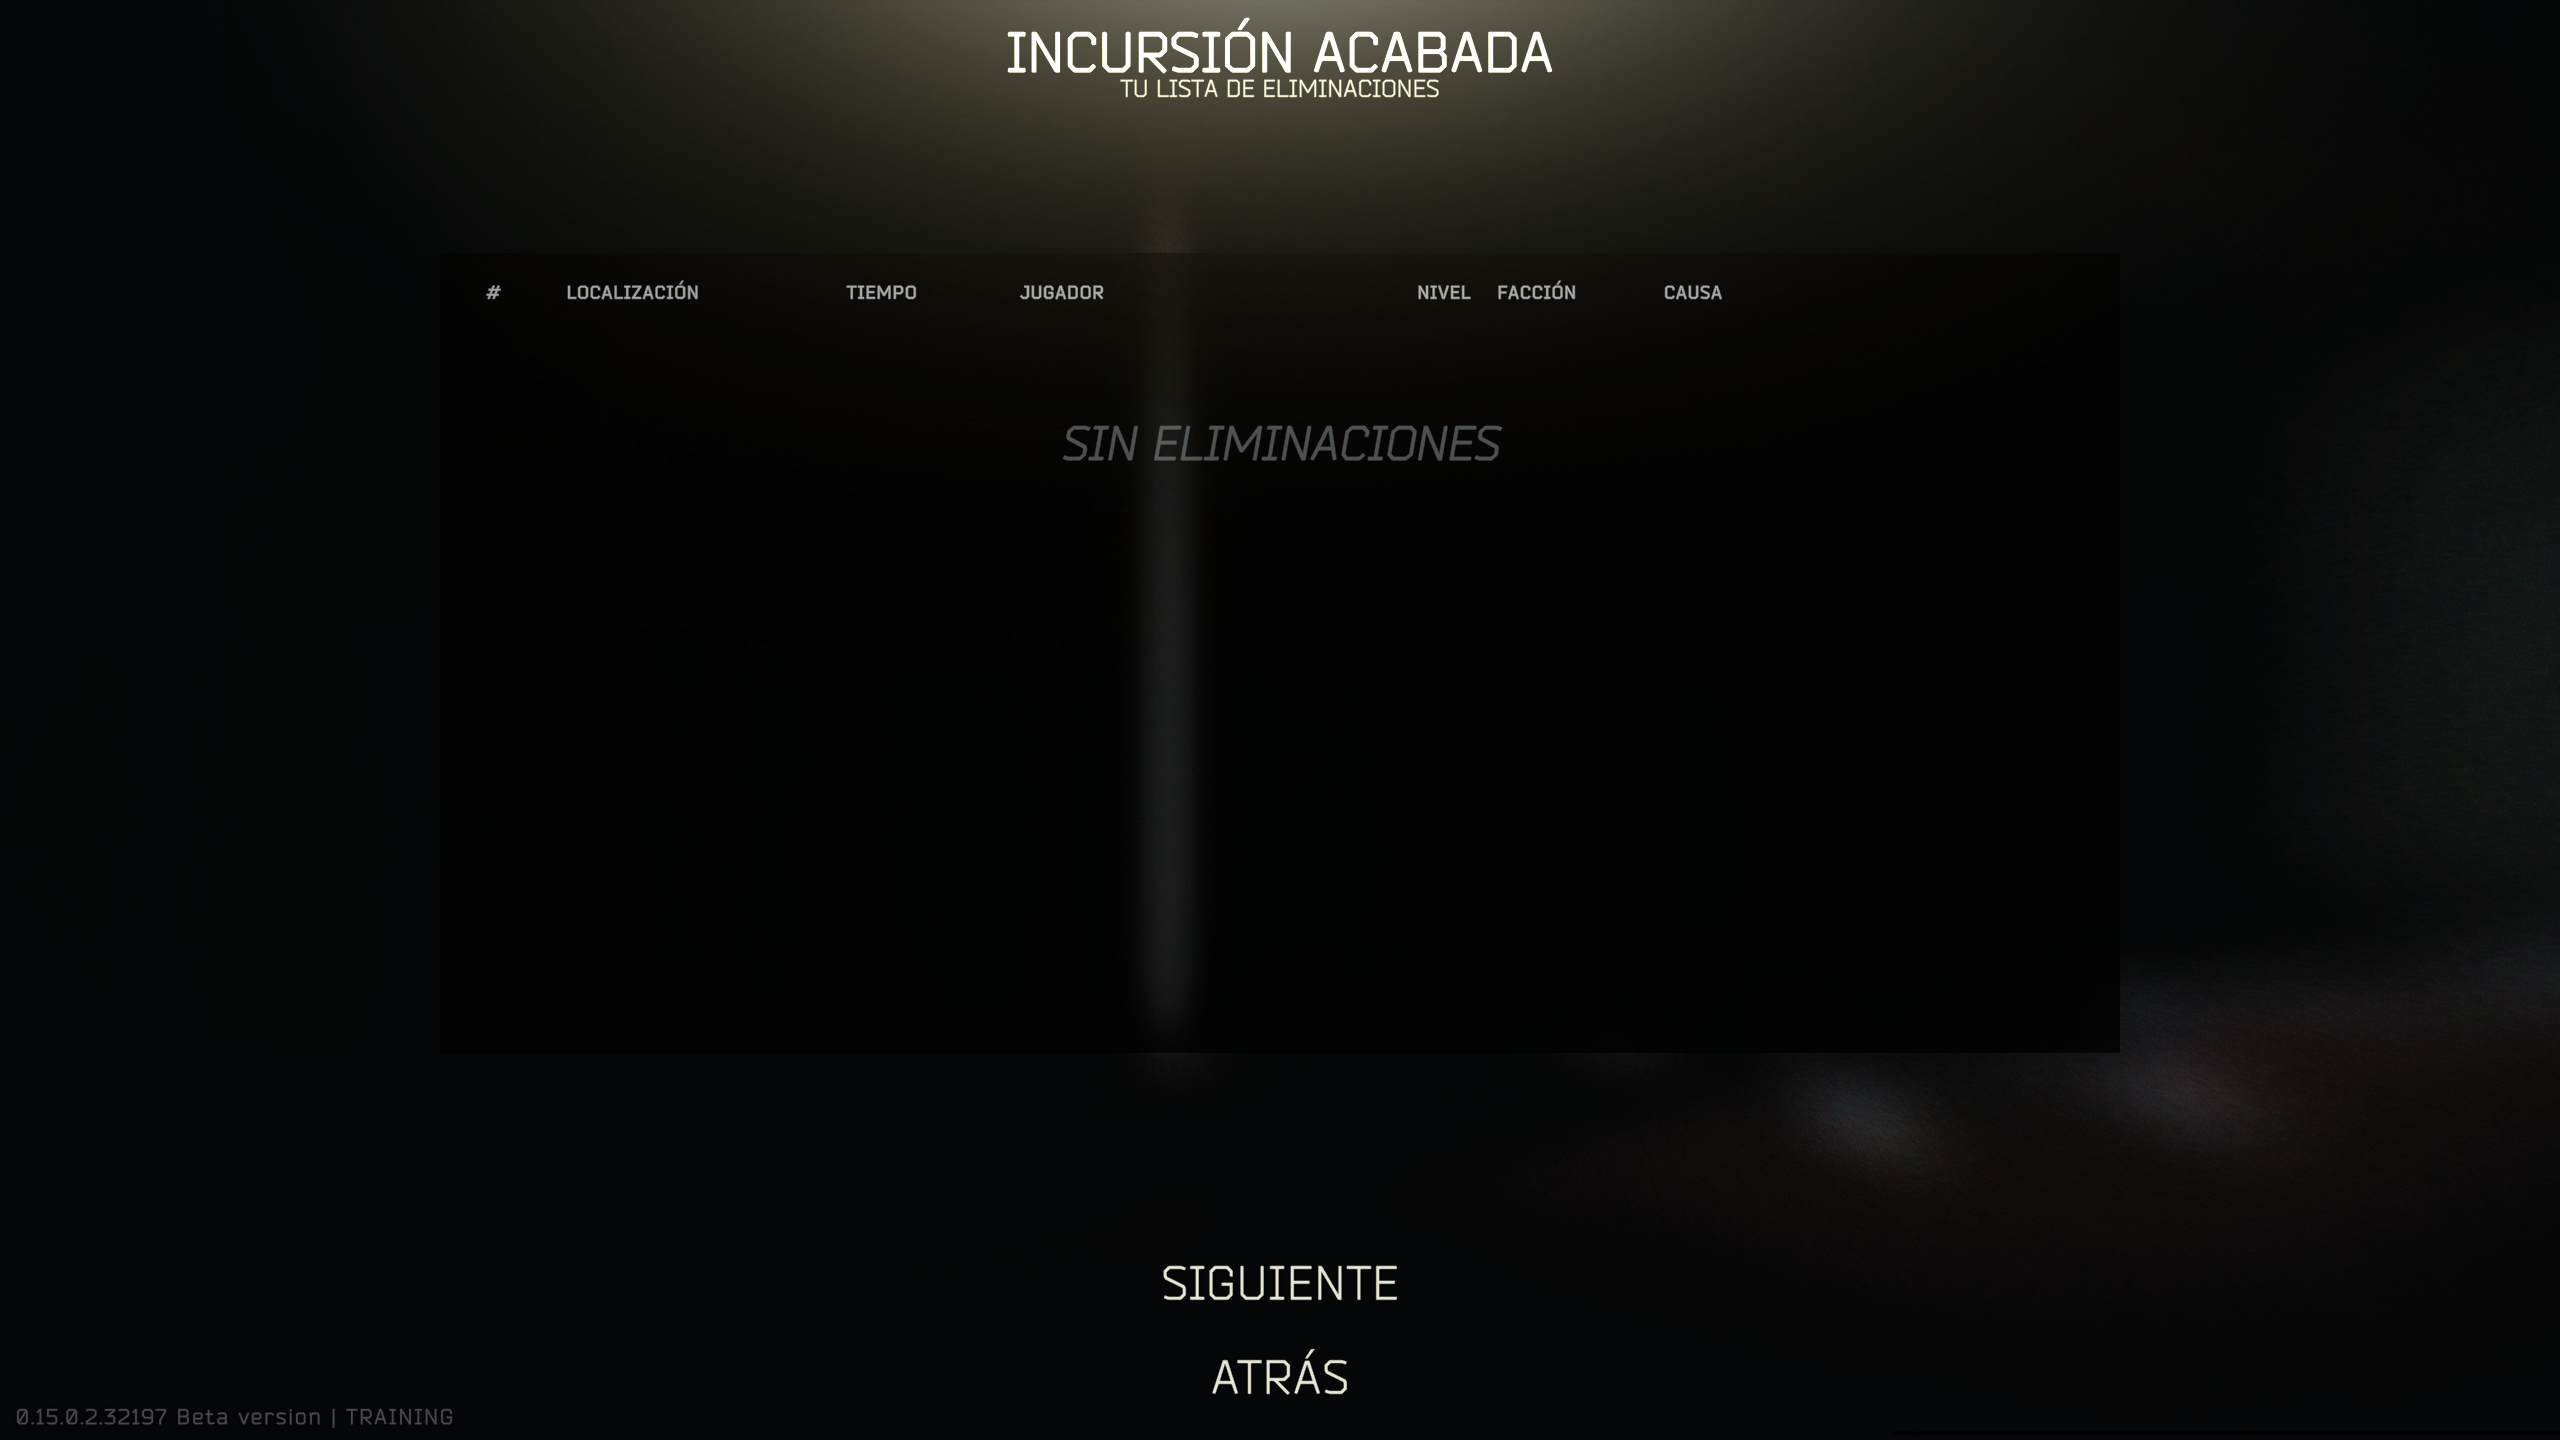 INCURSIÓN ACABADA
TU LISTA DE ELIMINACIONES
# LOCALIZACIÓN TIEMPO JUGADOR NIVEL FACCIÓN CAUSA
SIN ELIMINACIONES
SIGUIENTE
ATRÁS
0.15.0.2.32197 Beta version | TRAINING